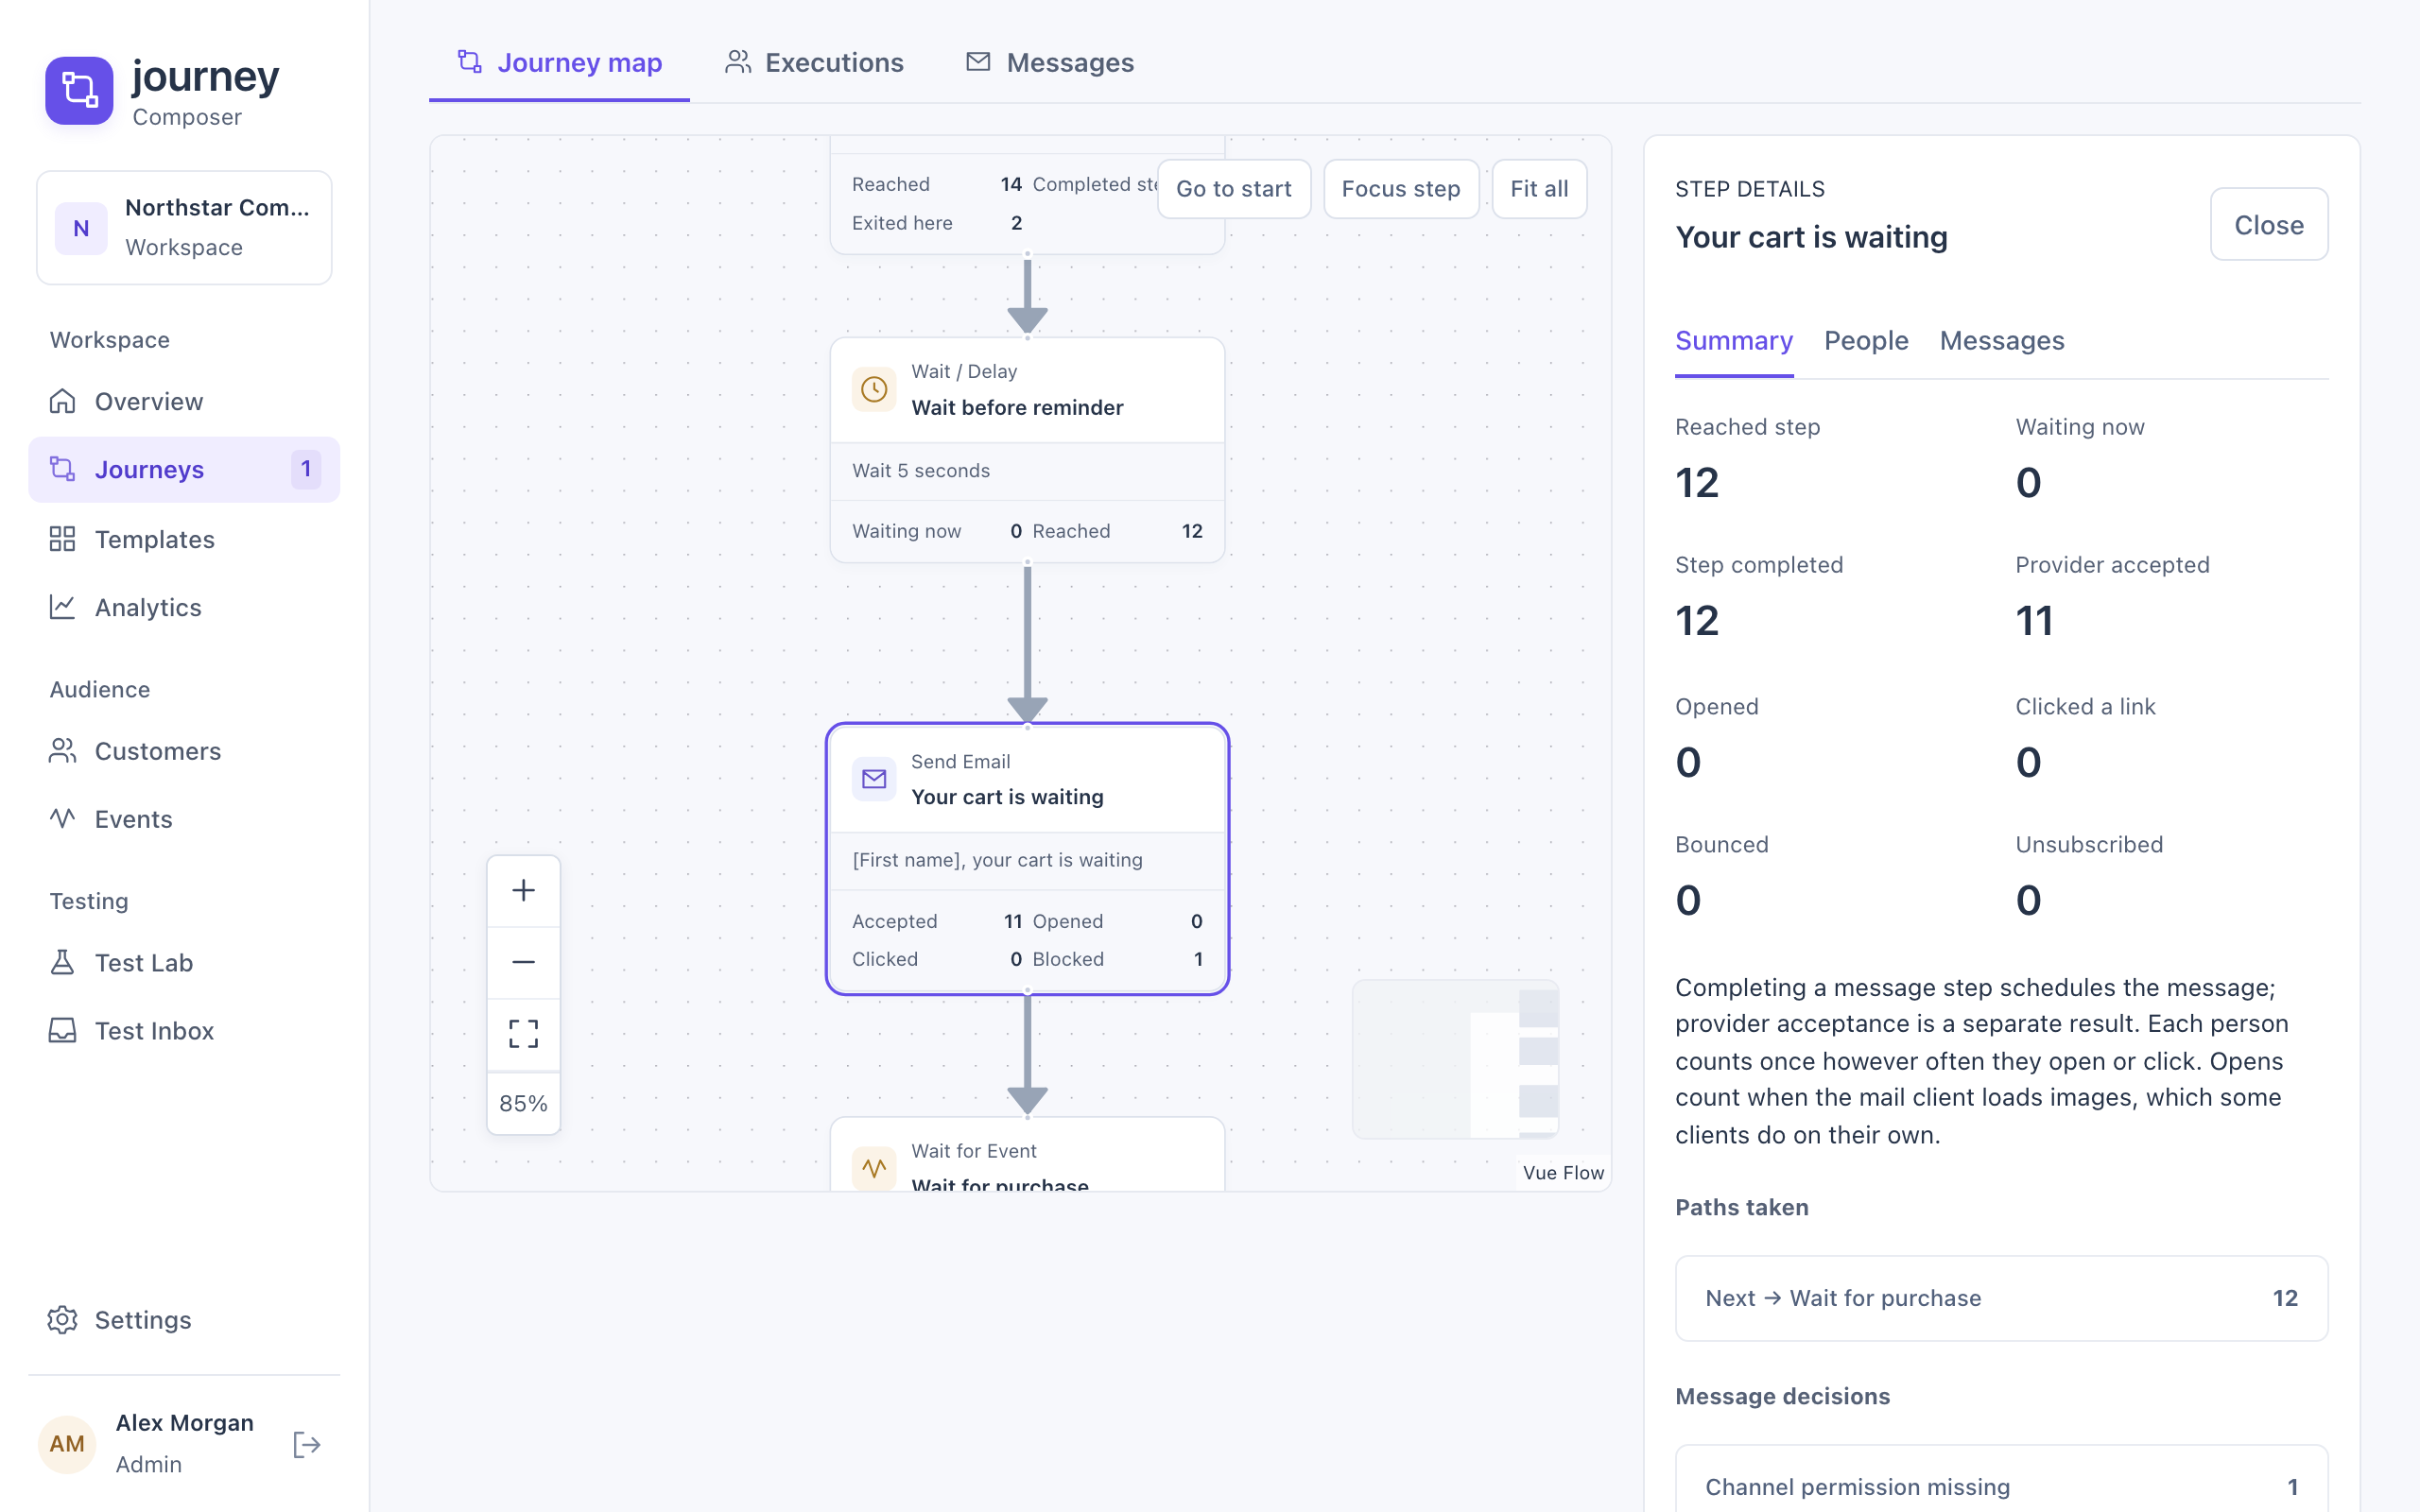 journey
Composer
N
Northstar Com...
Workspace
Workspace
Overview
Journeys 1
Templates
Analytics
Audience
Customers
Events
Testing
Test Lab
Test Inbox
Settings
AM
Alex Morgan
Admin
Journey map
Executions
Messages
Reached 14 Completed
Exited here 2
Go to start
Focus step
Fit all
Wait / Delay
Wait before reminder
Wait 5 seconds
Waiting now 0 Reached 12
Send Email
Your cart is waiting
[First name], your cart is waiting
Accepted 11 Opened 0
Clicked 0 Blocked 1
Wait for Event
Wait for purchase
85%
Vue Flow
STEP DETAILS
Your cart is waiting
Close
Summary People Messages
Reached step Waiting now
12 0
Step completed Provider accepted
12 11
Opened Clicked a link
0 0
Bounced Unsubscribed
0 0
Completing a message step schedules the message;
provider acceptance is a separate result. Each person
counts once however often they open or click. Opens
count when the mail client loads images, which some
clients do on their own.
Paths taken
Next → Wait for purchase 12
Message decisions
Channel permission missing 1